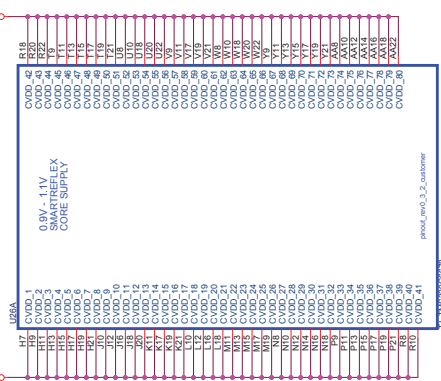 R18
R20
R22
T9
T11
T13
T15
T17
T19
T21
U8
U10
U18
U20
U22
V9
V11
V17
V19
V21
W8
W10
W18
W20
W22
Y9
Y11
Y13
Y15
Y17
Y19
Y21
AA8
AA10
AA12
AA14
AA16
AA18
AA22
CVDD_42
CVDD_43
CVDD_44
CVDD_45
CVDD_46
CVDD_47
CVDD_48
CVDD_49
CVDD_50
CVDD_51
CVDD_52
CVDD_53
CVDD_54
CVDD_55
CVDD_56
CVDD_57
CVDD_58
CVDD_59
CVDD_60
CVDD_61
CVDD_62
CVDD_63
CVDD_64
CVDD_65
CVDD_66
CVDD_67
CVDD_68
CVDD_69
CVDD_70
CVDD_71
CVDD_72
CVDD_73
CVDD_74
CVDD_75
CVDD_76
CVDD_77
CVDD_78
CVDD_79
CVDD_80
0.9V - 1.1V
SMARTREFLEX
CORE SUPPLY
pinout_rev0_3_2_customer
U26A
CVDD_1
CVDD_2
CVDD_3
CVDD_4
CVDD_5
CVDD_6
CVDD_7
CVDD_8
CVDD_9
CVDD_10
CVDD_11
CVDD_12
CVDD_13
CVDD_14
CVDD_15
CVDD_16
CVDD_17
CVDD_18
CVDD_19
CVDD_20
CVDD_21
CVDD_22
CVDD_23
CVDD_24
CVDD_25
CVDD_26
CVDD_27
CVDD_28
CVDD_29
CVDD_30
CVDD_31
CVDD_32
CVDD_33
CVDD_34
CVDD_35
CVDD_36
CVDD_37
CVDD_38
CVDD_39
CVDD_40
CVDD_41
H7
H9
H11
H13
H15
H17
H19
H21
J10
J12
J16
J18
J20
K11
K17
K19
K21
L10
L12
L16
L18
M11
M13
M15
M17
M19
N8
N10
N12
N14
N16
N18
P9
P11
P13
P15
P17
P19
P21
R8
R10